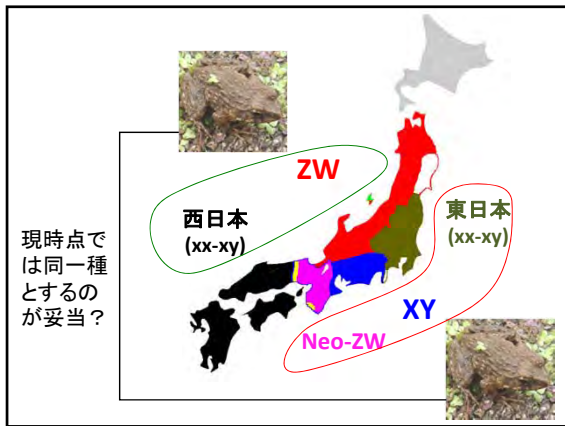 ZW
西日本
(xx-xy)
東日本
(xx-xy)
現時点で
は同一種
とするの
が妥当？
XY
Neo-ZW